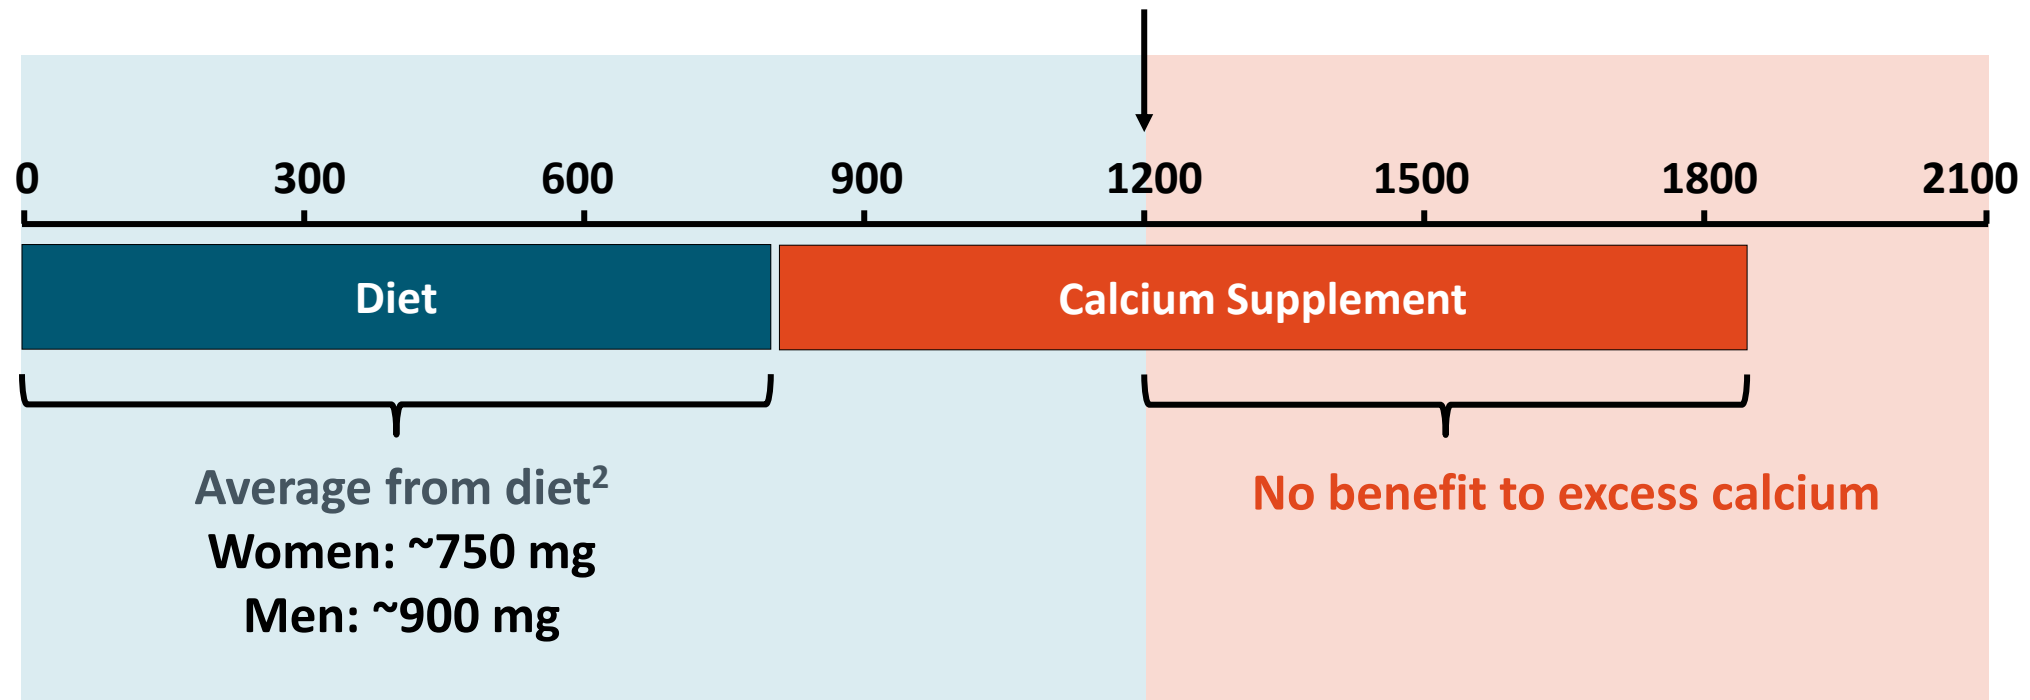 0 300 600 900 1200 1500 1800 2100
Diet Calcium Supplement
Average from diet²
Women: ~750 mg
Men: ~900 mg
No benefit to excess calcium